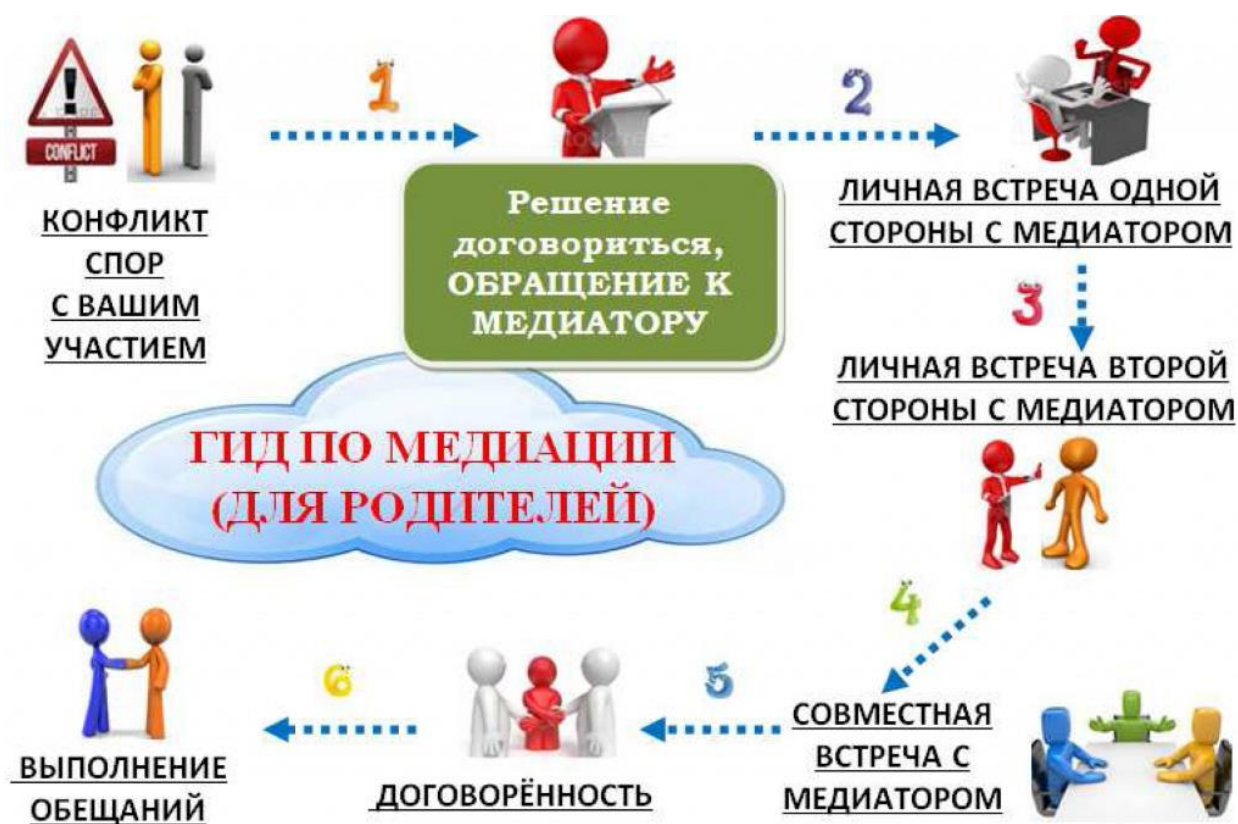 CONFLICT
КОНФЛИКТ
СПОР
С ВАШИМ
УЧАСТИЕМ
1
Решение
договориться,
ОБРАЩЕНИЕ К
МЕДИАТОРУ
2
ЛИЧНАЯ ВСТРЕЧА ОДНОЙ
СТОРОНЫ С МЕДИАТОРОМ
3
ЛИЧНАЯ ВСТРЕЧА ВТОРОЙ
СТОРОНЫ С МЕДИАТОРОМ
ГИД ПО МЕДИАЦИИ
(ДЛЯ РОДИТЕЛЕЙ)
4
СОВМЕСТНАЯ
ВСТРЕЧА С
МЕДИАТОРОМ
5
ДОГОВОРЁННОСТЬ
6
ВЫПОЛНЕНИЕ
ОБЕЩАНИЙ